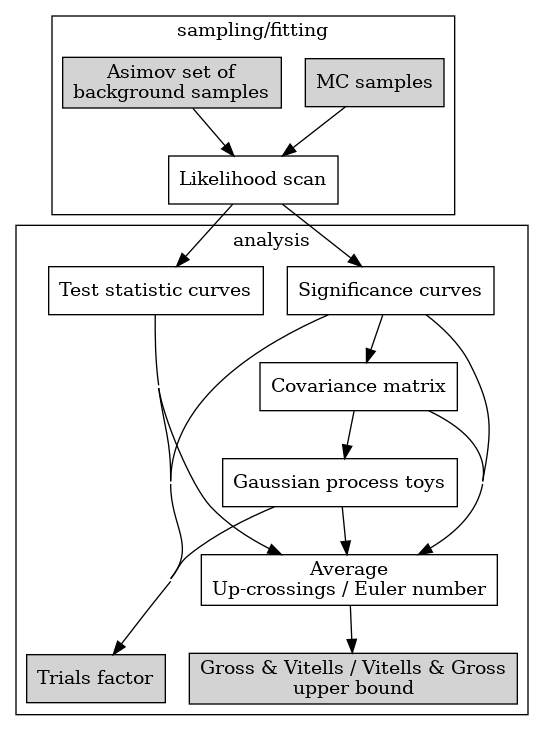 sampling/fitting
Asimov set of
background samples
MC samples
Likelihood scan
analysis
Test statistic curves
Significance curves
Covariance matrix
Gaussian process toys
Average
Up-crossings / Euler number
Trials factor
Gross & Vitells / Vitells & Gross
upper bound